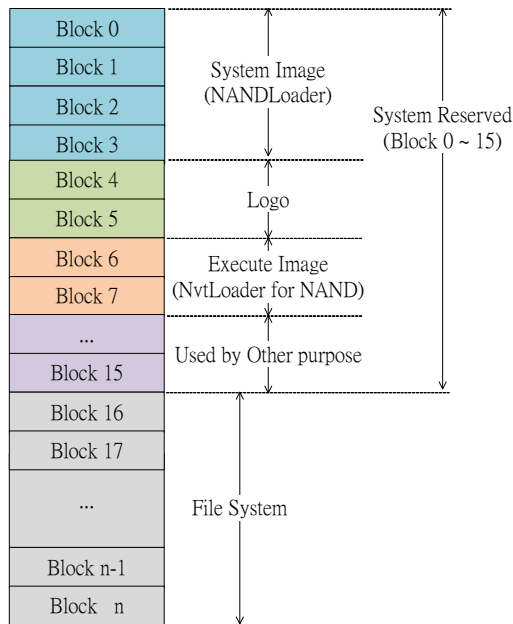 Block 0
Block 1
Block 2
Block 3
Block 4
Block 5
Block 6
Block 7
...
Block 15
Block 16
Block 17
...
Block n-1
Block n
System Image
(NANDLoader)
Logo
Execute Image
(NvtLoader for NAND)
Used by Other purpose
File System
System Reserved
(Block 0 ~ 15)